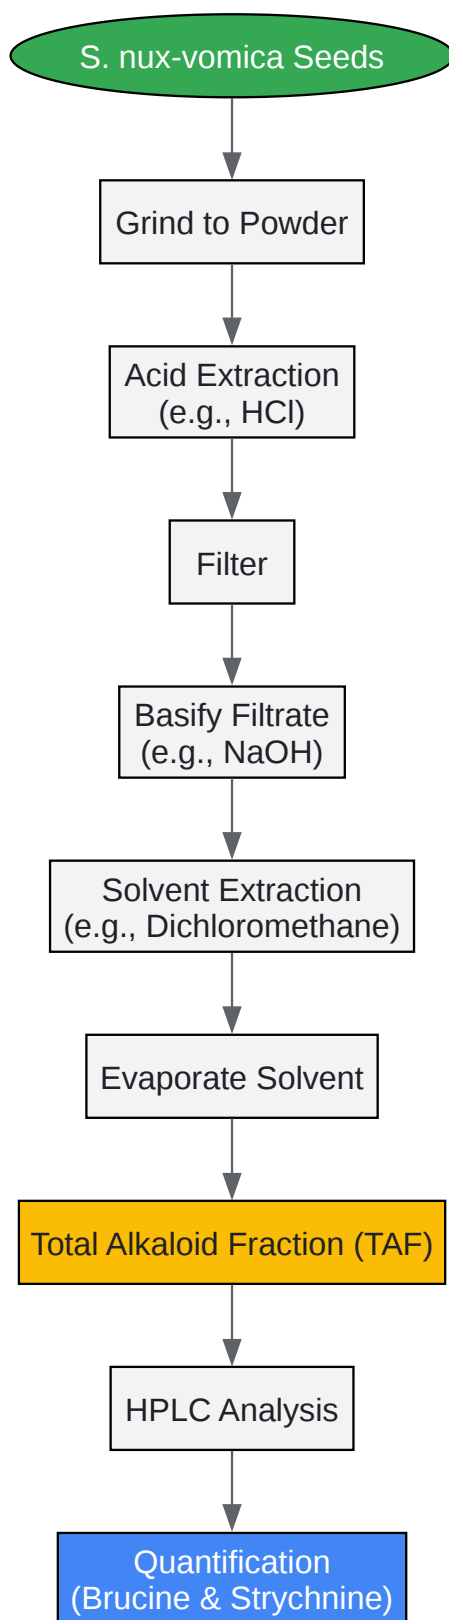 S. nux-vomica Seeds
Grind to Powder
Acid Extraction
(e.g., HCl)
Filter
Basify Filtrate
(e.g., NaOH)
Solvent Extraction
(e.g., Dichloromethane)
Evaporate Solvent
Total Alkaloid Fraction (TAF)
HPLC Analysis
Quantification
(Brucine & Strychnine)